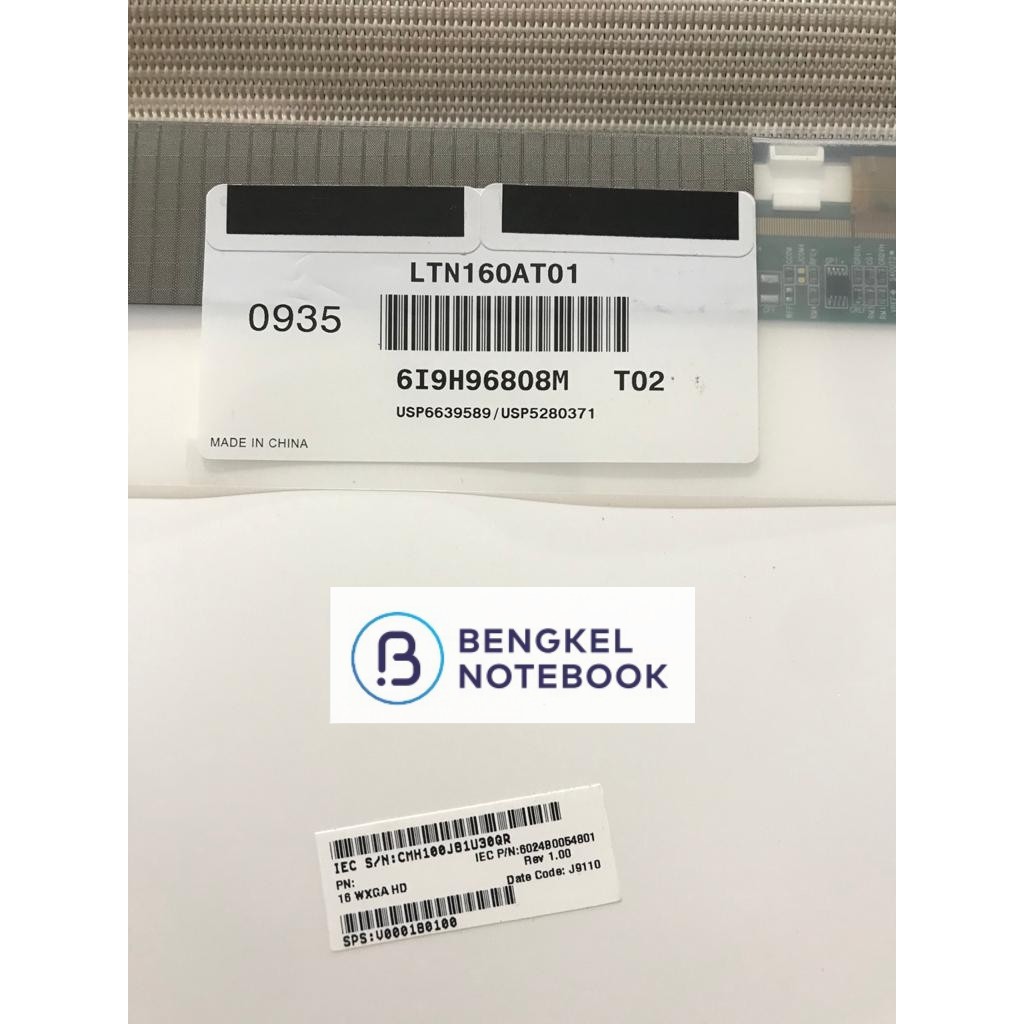 LTN160AT01
0935
6I9H96808M T02
USP6639589/USP5280371
MADE IN CHINA
BENGKEL
NOTEBOOK
IEC S/N:CMH100JB1U30QR
IEC P/N:6024B0054801
PN:
Rev 1.00
16 WXGA HD
Date Code: J9110
SPS:V000180100